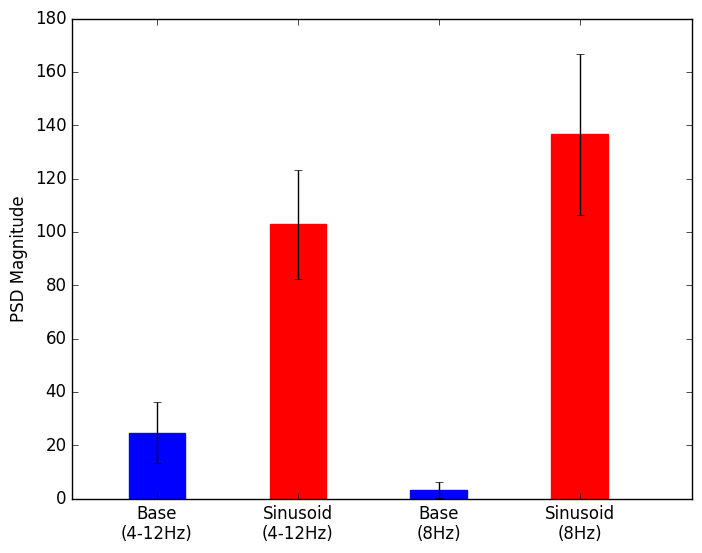 180
160
140
120
100
80
60
40
20
0
PSD Magnitude
Base
(4-12Hz)
Sinusoid
(4-12Hz)
Base
(8Hz)
Sinusoid
(8Hz)